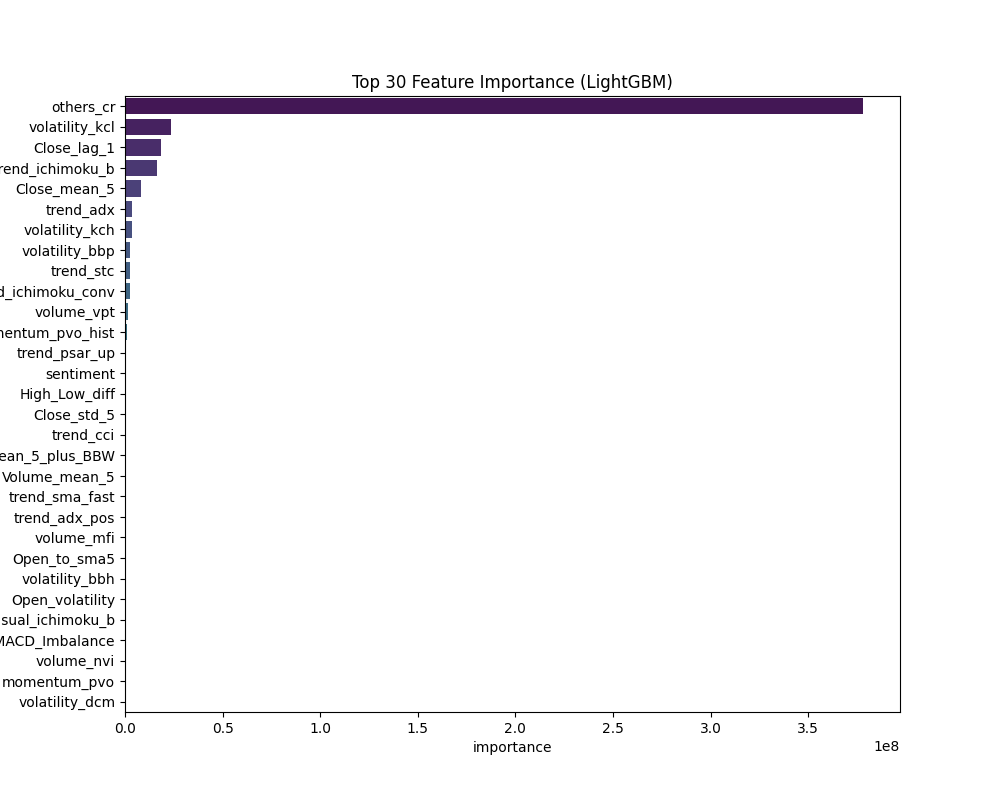 Top 30 Feature Importance (LightGBM)
others_cr
volatility_kcl
Close_lag_1
rend_ichimoku_b
Close_mean_5
trend_adx
volatility_kch
volatility_bbp
trend_stc
d_ichimoku_conv
volume_vpt
mentum_pvo_hist
trend_psar_up
sentiment
High_Low_diff
Close_std_5
trend_cci
ean_5_plus_BBW
Volume_mean_5
trend_sma_fast
trend_adx_pos
volume_mfi
Open_to_sma5
volatility_bbh
Open_volatility
sual_ichimoku_b
MACD_Imbalance
volume_nvi
momentum_pvo
volatility_dcm
0.0 0.5 1.0 1.5 2.0 2.5 3.0 3.5
importance
1e8